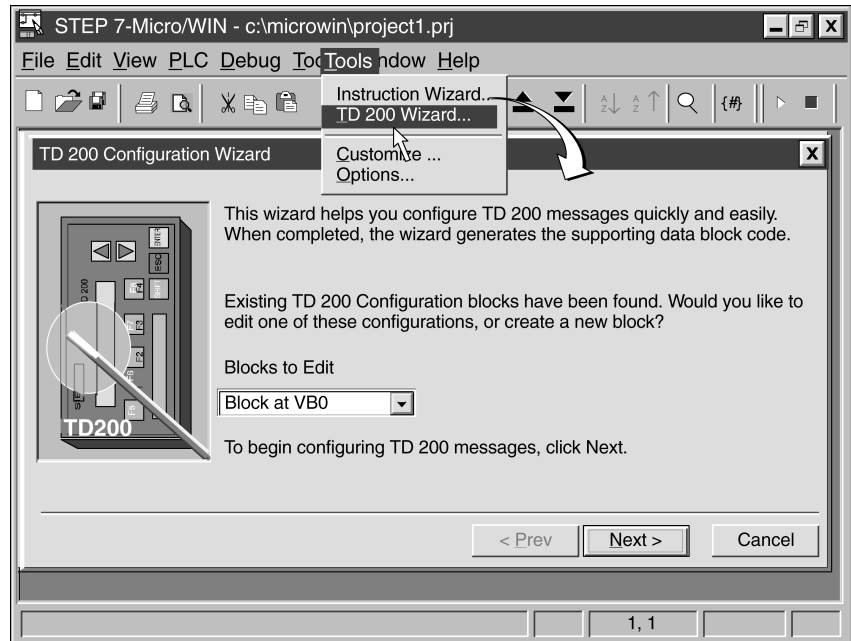 STEP 7-Micro/WIN - c:\microwin\project1.prj
File Edit View PLC Debug Too Tools ndow Help
Instruction Wizard...
TD 200 Wizard...
Customize ...
Options...
TD 200 Configuration Wizard
This wizard helps you configure TD 200 messages quickly and easily.
When completed, the wizard generates the supporting data block code.
Existing TD 200 Configuration blocks have been found. Would you like to
edit one of these configurations, or create a new block?
Blocks to Edit
Block at VB0
To begin configuring TD 200 messages, click Next.
ENTER
ESC
SHIFT
F4
F3
F2
F6
F5
TD200
< Prev
Next >
Cancel
1, 1